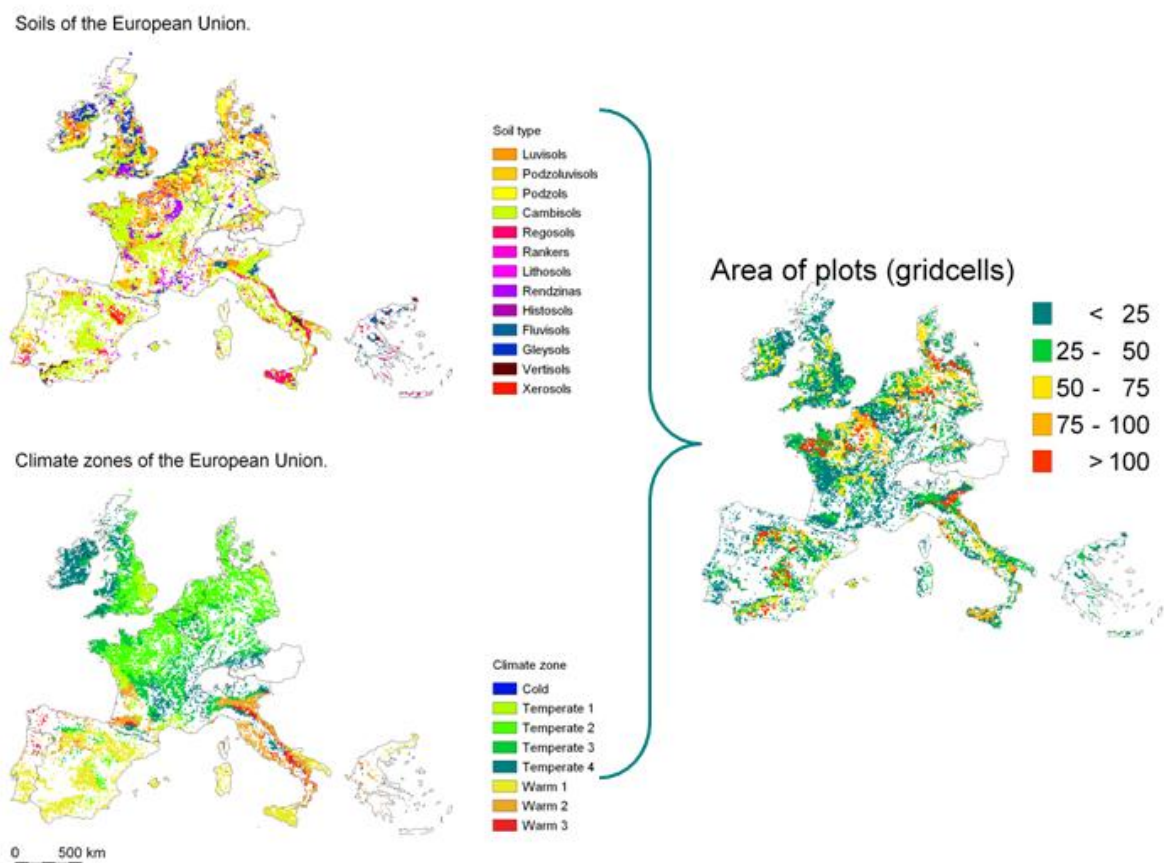 Soils of the European Union.
Soil type
Luvisols
Podzoluvisols
Podzols
Cambisols
Regosols
Rankers
Lithosols
Rendzinas
Histosols
Fluvisols
Gleysols
Vertisols
Xerosols
Climate zones of the European Union.
Climate zone
Cold
Temperate 1
Temperate 2
Temperate 3
Temperate 4
Warm 1
Warm 2
Warm 3
0 500 km
Area of plots (gridcells)
< 25
25 - 50
50 - 75
75 - 100
> 100